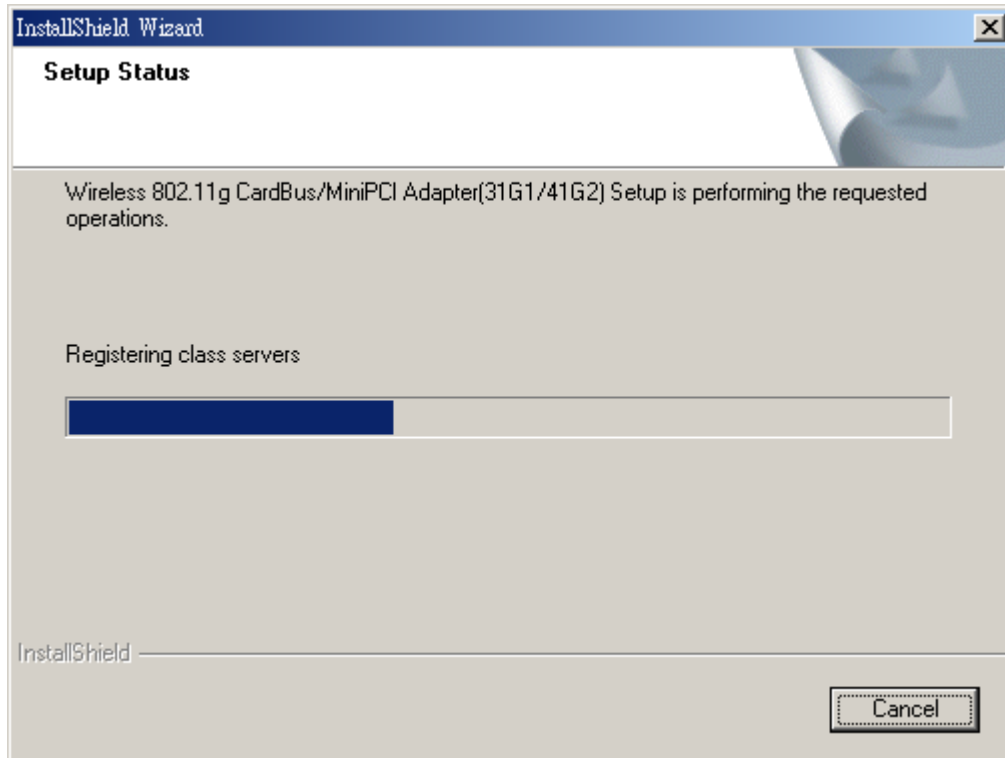 InstallShield Wizard
Setup Status
Wireless 802.11g CardBus/MiniPCI Adapter(31G1/41G2) Setup is performing the requested
operations.
Registering class servers
InstallShield
Cancel